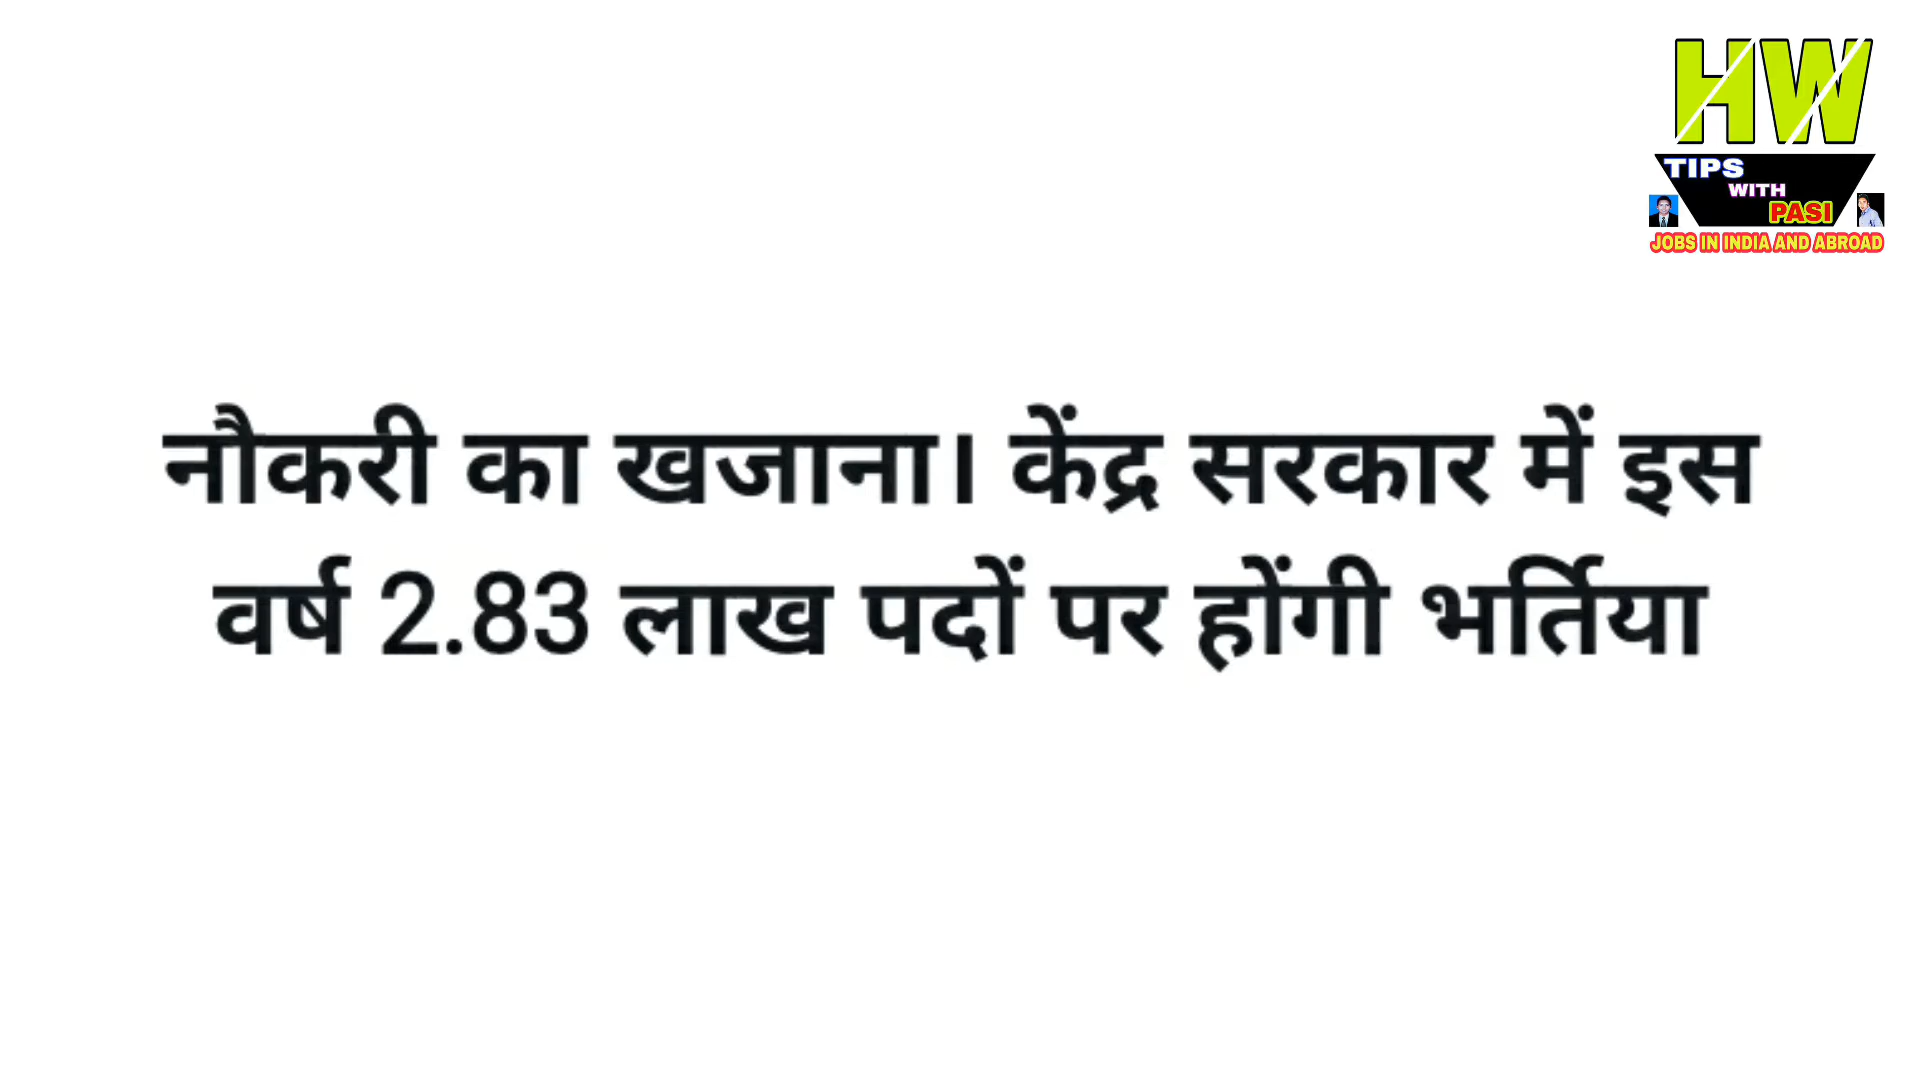 HW
TIPS
WITH
PASI
JOBS IN INDIA AND ABROAD
नौकरी का खजाना। केंद्र सरकार में इस
वर्ष 2.83 लाख पदों पर होंगी भर्तिया